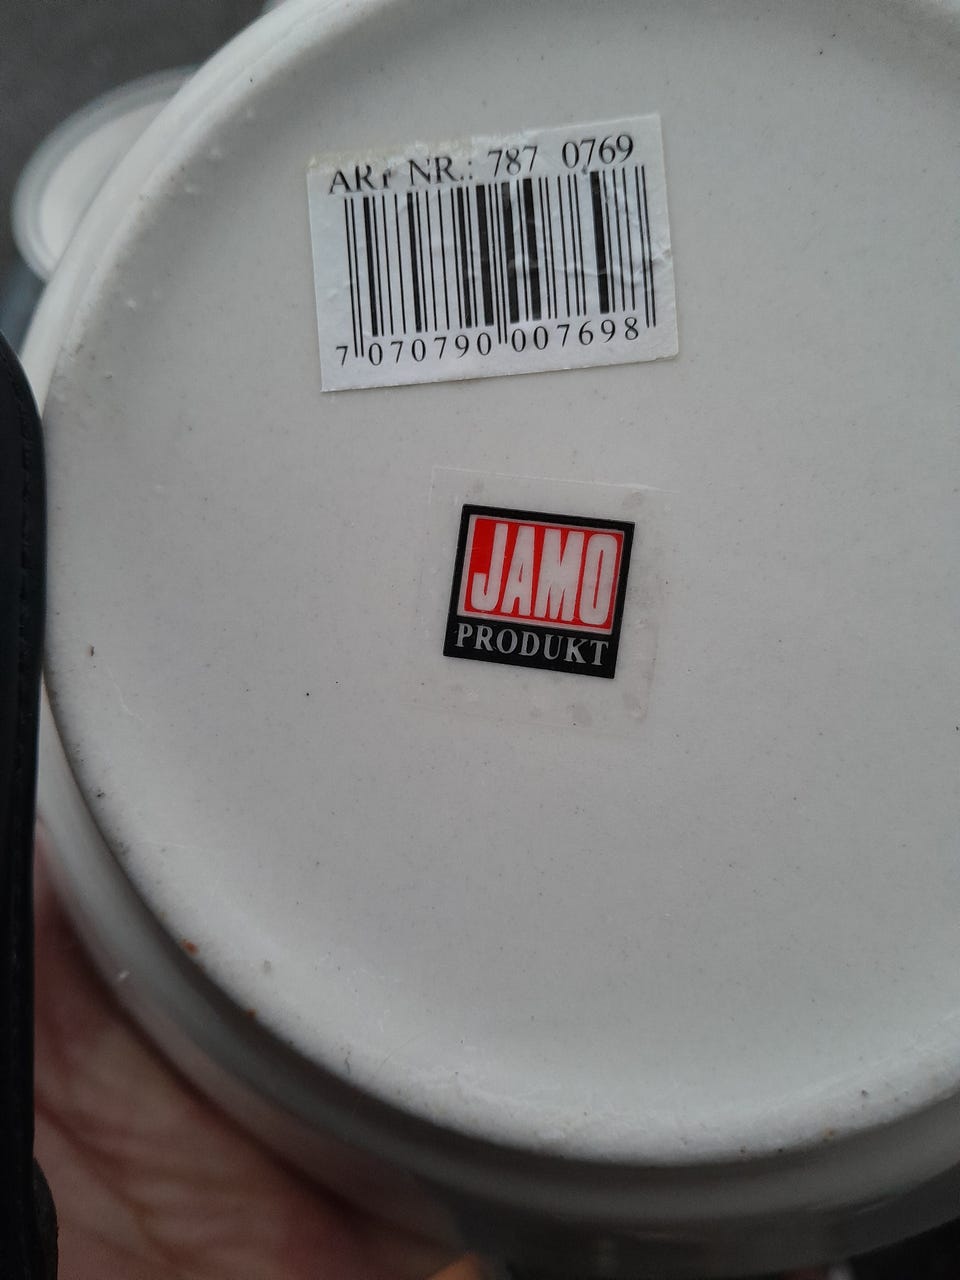 ART NR.: 787 0769
7 070790 007698
JAMO
PRODUKT